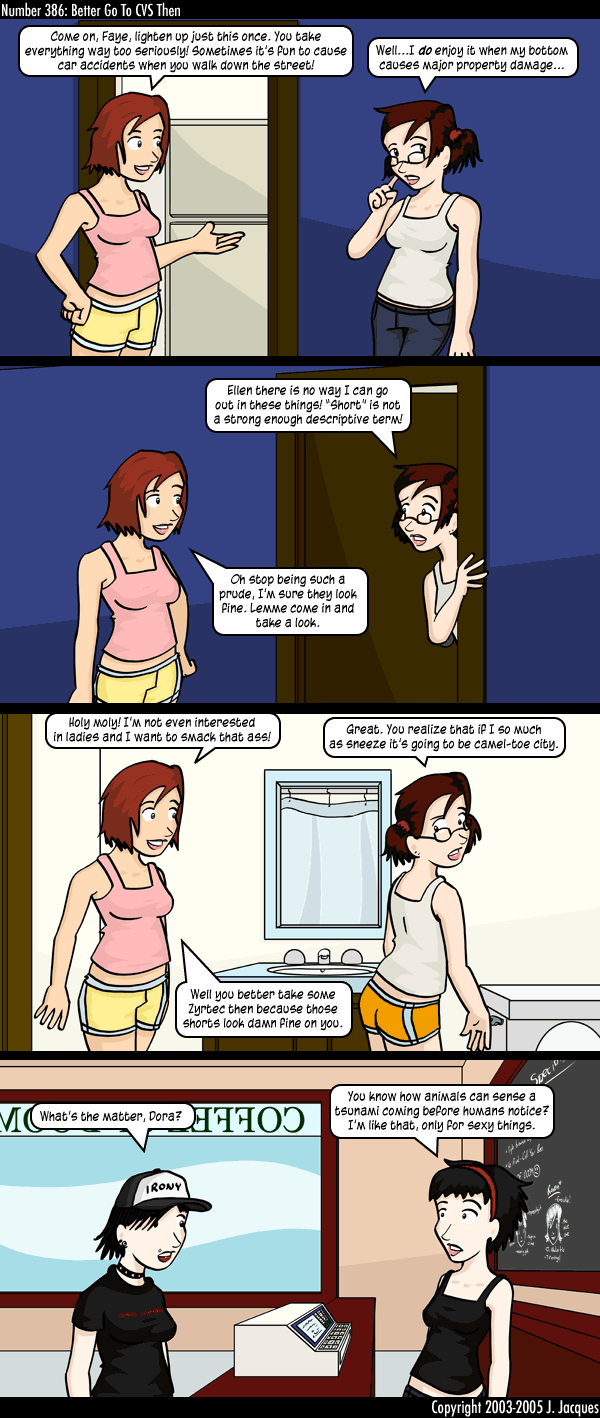 Number 386: Better Go To CVS Then
Come on, Faye, lighten up just this once. You take
everything way too seriously! Sometimes it's fun to cause
car accidents when you walk down the street!
Well...I do enjoy it when my bottom
causes major property damage...
Ellen there is no way I can go
out in these things! "Short" is not
a strong enough descriptive term!
Oh stop being such a
prude, I'm sure they look
fine. Lemme come in and
take a look.
Holy moly! I'm not even interested
in ladies and I want to smack that ass!
Great. You realize that if I so much
as sneeze it's going to be camel-toe city.
Well you better take some
Zyrtec then because those
shorts look damn fine on you.
What's the matter, Dora?
You know how animals can sense a
tsunami coming before humans notice?
I'm like that, only for sexy things.
COFFEE
OOM
IRONY
Specials
Raven
Copyright 2003-2005 J. Jacques